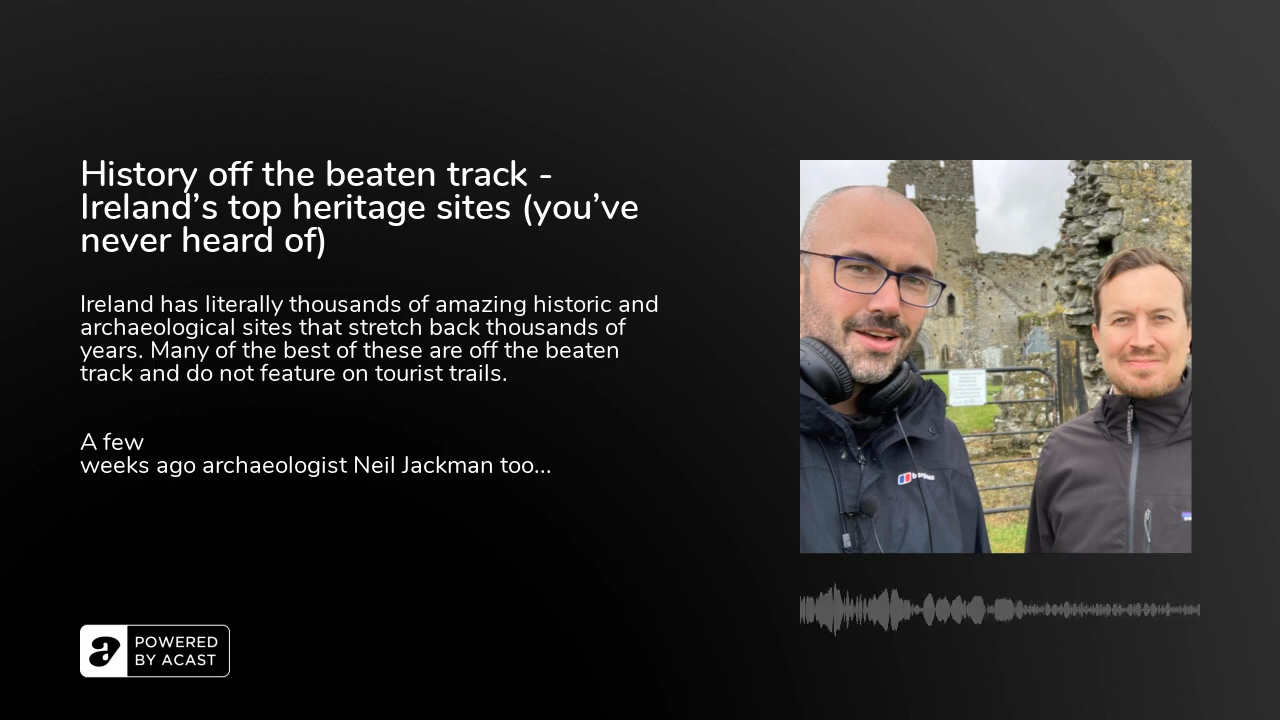 History off the beaten track -
Ireland’s top heritage sites (you’ve
never heard of)
Ireland has literally thousands of amazing historic and
archaeological sites that stretch back thousands of
years. Many of the best of these are off the beaten
track and do not feature on tourist trails.
A few
weeks ago archaeologist Neil Jackman too...
POWERED
BY ACAST